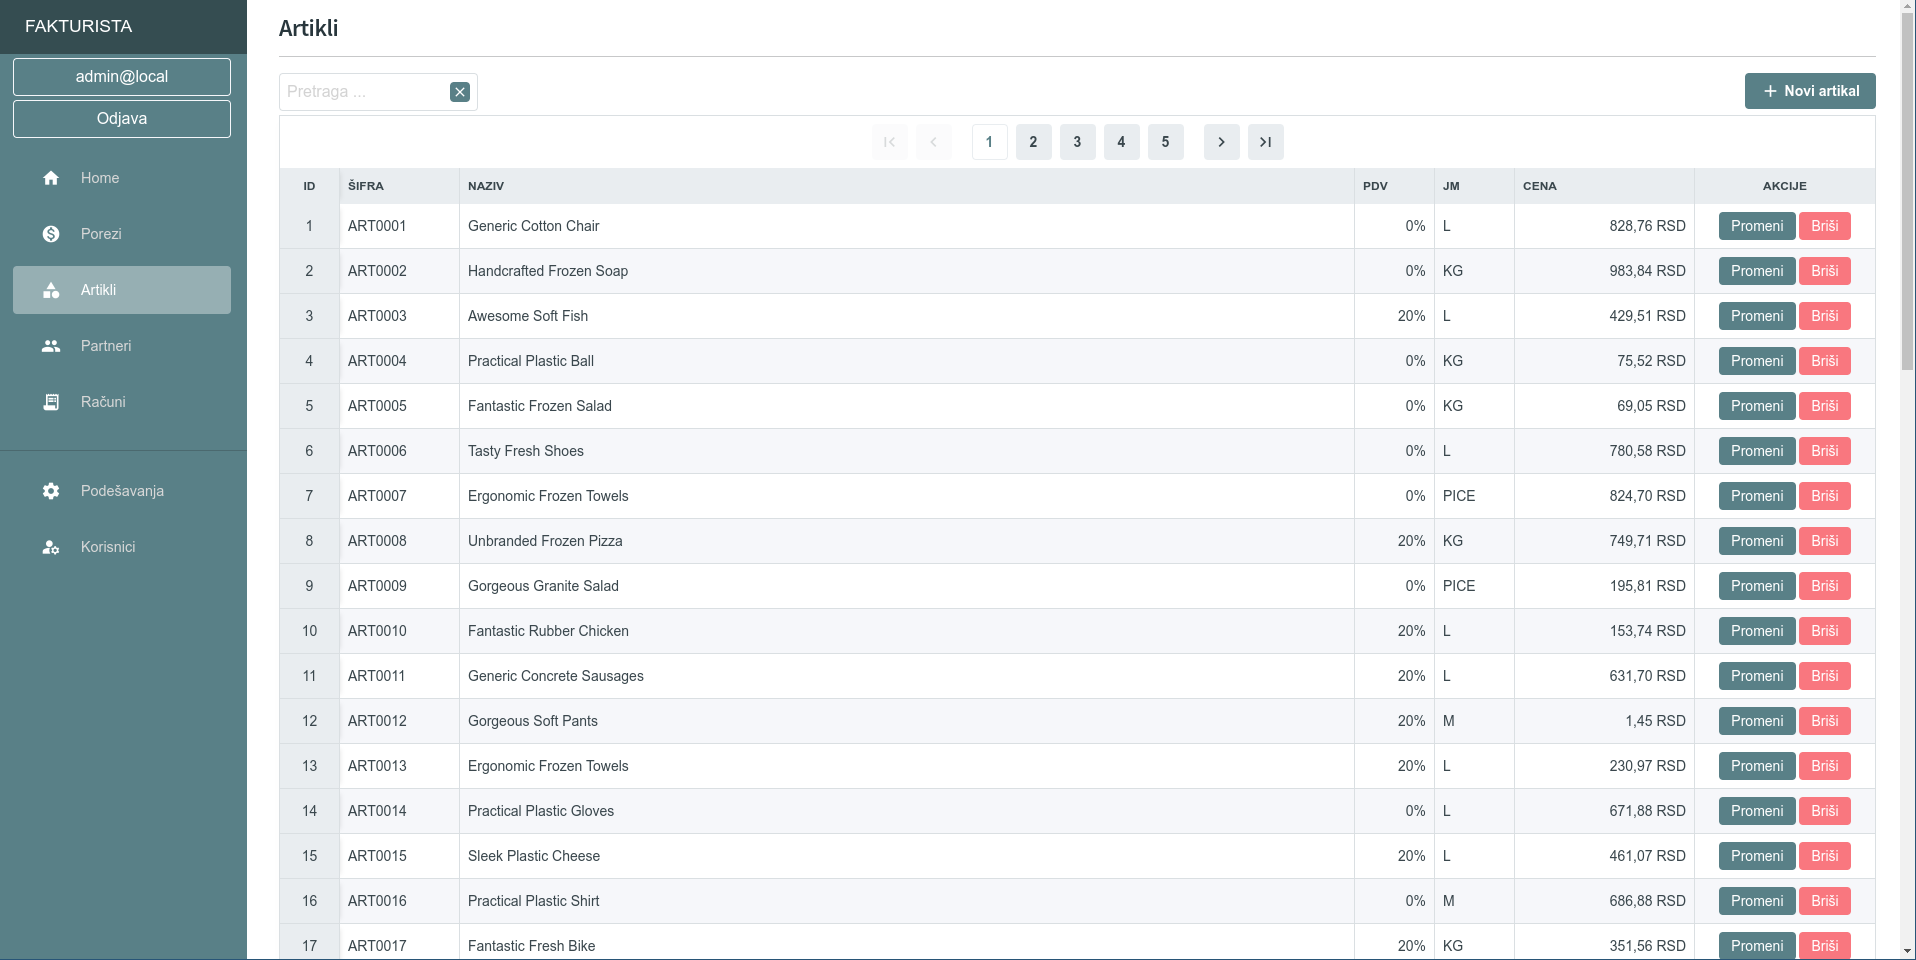 FAKTURISTA
admin@local
Odjava
Home
Porezi
Artikli
Partneri
Računi
Podešavanja
Korisnici
Artikli
Pretraga ...
Novi artikal
1 2 3 4 5
ID ŠIFRA NAZIV PDV JM CENA AKCIJE
1 ART0001 Generic Cotton Chair 0% L 828,76 RSD Promeni Briši
2 ART0002 Handcrafted Frozen Soap 0% KG 983,84 RSD Promeni Briši
3 ART0003 Awesome Soft Fish 20% L 429,51 RSD Promeni Briši
4 ART0004 Practical Plastic Ball 0% KG 75,52 RSD Promeni Briši
5 ART0005 Fantastic Frozen Salad 0% KG 69,05 RSD Promeni Briši
6 ART0006 Tasty Fresh Shoes 0% L 780,58 RSD Promeni Briši
7 ART0007 Ergonomic Frozen Towels 0% PICE 824,70 RSD Promeni Briši
8 ART0008 Unbranded Frozen Pizza 20% KG 749,71 RSD Promeni Briši
9 ART0009 Gorgeous Granite Salad 0% PICE 195,81 RSD Promeni Briši
10 ART0010 Fantastic Rubber Chicken 20% L 153,74 RSD Promeni Briši
11 ART0011 Generic Concrete Sausages 20% L 631,70 RSD Promeni Briši
12 ART0012 Gorgeous Soft Pants 20% M 1,45 RSD Promeni Briši
13 ART0013 Ergonomic Frozen Towels 20% L 230,97 RSD Promeni Briši
14 ART0014 Practical Plastic Gloves 0% L 671,88 RSD Promeni Briši
15 ART0015 Sleek Plastic Cheese 20% L 461,07 RSD Promeni Briši
16 ART0016 Practical Plastic Shirt 0% M 686,88 RSD Promeni Briši
17 ART0017 Fantastic Fresh Bike 20% KG 351,56 RSD Promeni Briši